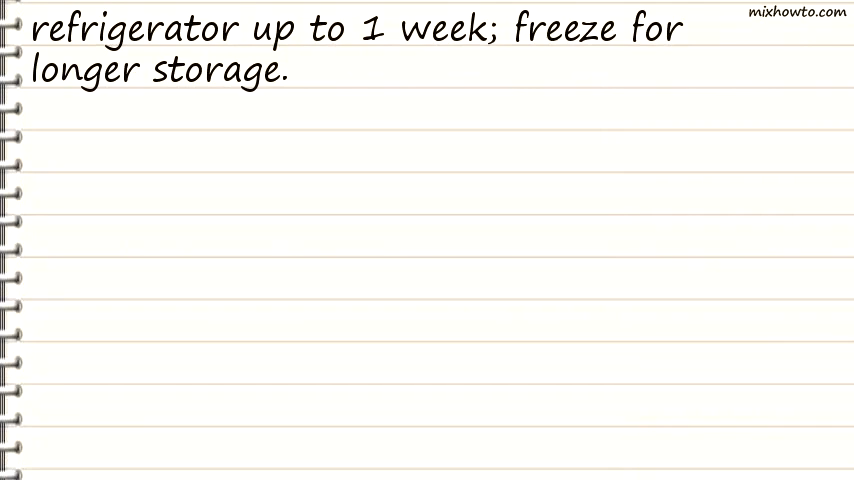 mixhowto.com
refrigerator up to 1 week; freeze for
longer storage.